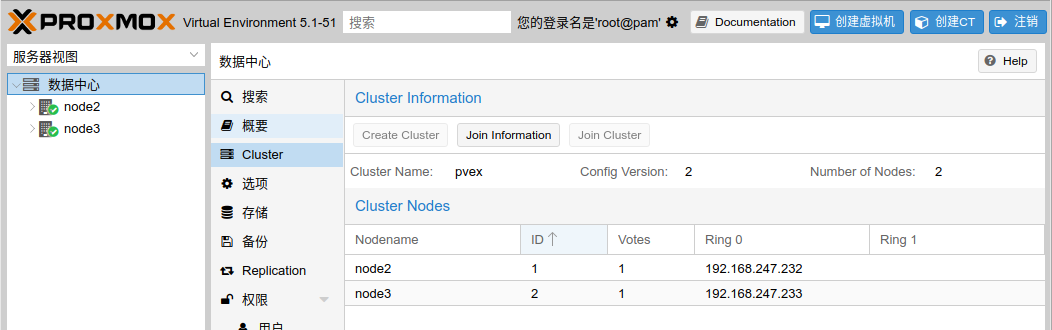 PROXMOX Virtual Environment 5.1-51 搜索 您的登录名是'root@pam' Documentation 创建虚拟机 创建CT 注销
服务器视图
数据中心
node2
node3
数据中心 Help
搜索
概要
Cluster
选项
存储
备份
Replication
权限
用户
Cluster Information
Create Cluster Join Information Join Cluster
Cluster Name: pvex Config Version: 2 Number of Nodes: 2
Cluster Nodes
Nodename ID Votes Ring 0 Ring 1
node2 1 1 192.168.247.232
node3 2 1 192.168.247.233